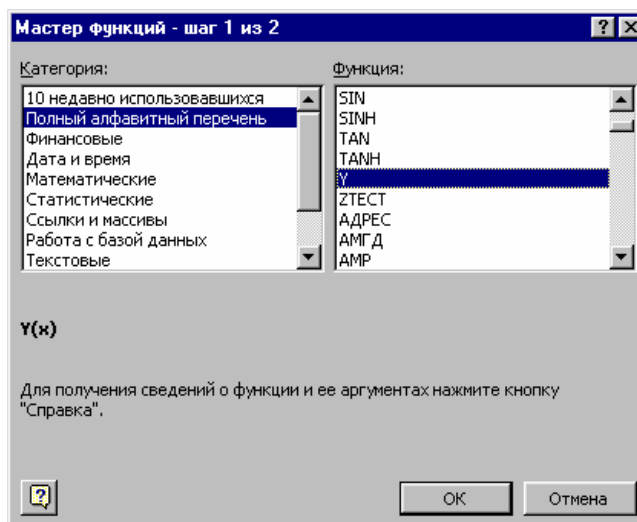 Мастер функций - шаг 1 из 2
Категория:
10 недавно использовавшихся
Полный алфавитный перечень
Финансовые
Дата и время
Математические
Статистические
Ссылки и массивы
Работа с базой данных
Текстовые
Функция:
SIN
SINH
TAN
TANH
Y
ZТЕСТ
АДРЕС
АМГД
АМР
Y(x)
Для получения сведений о функции и ее аргументах нажмите кнопку
"Справка".
ОК
Отмена